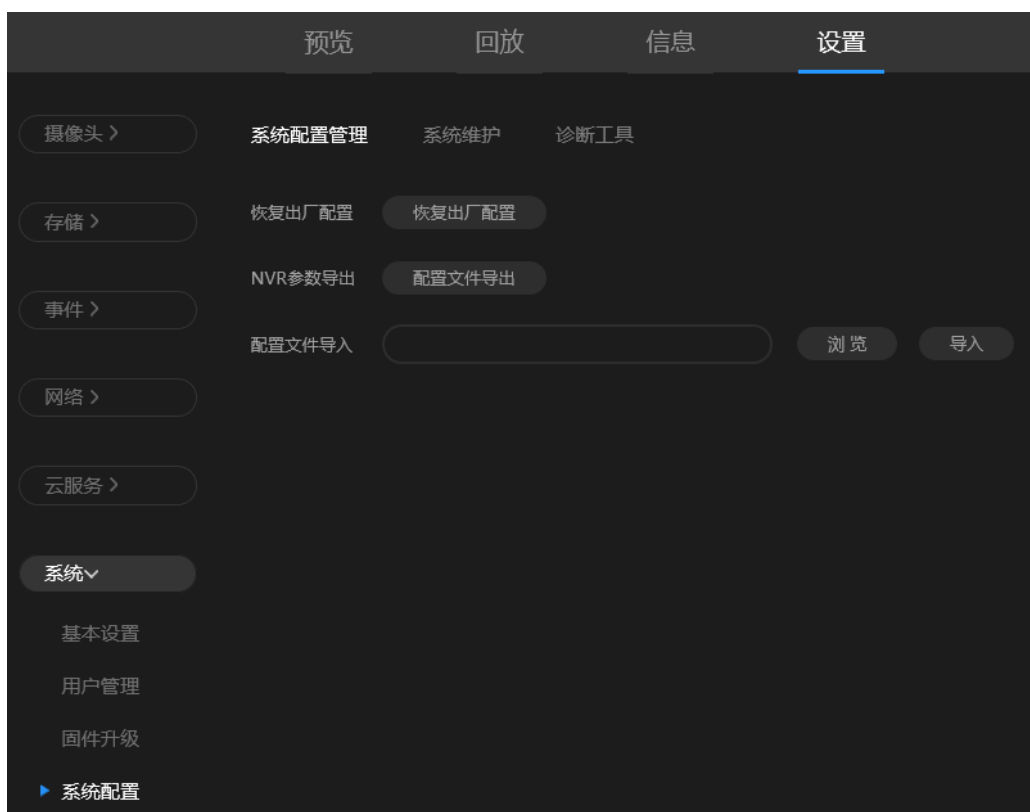 预览 回放 信息 设置
摄像头 >
系统配置管理 系统维护 诊断工具
恢复出厂配置 恢复出厂配置
存储 >
NVR参数导出 配置文件导出
事件 >
配置文件导入 浏览 导入
网络 >
云服务 >
系统
基本设置
用户管理
固件升级
系统配置